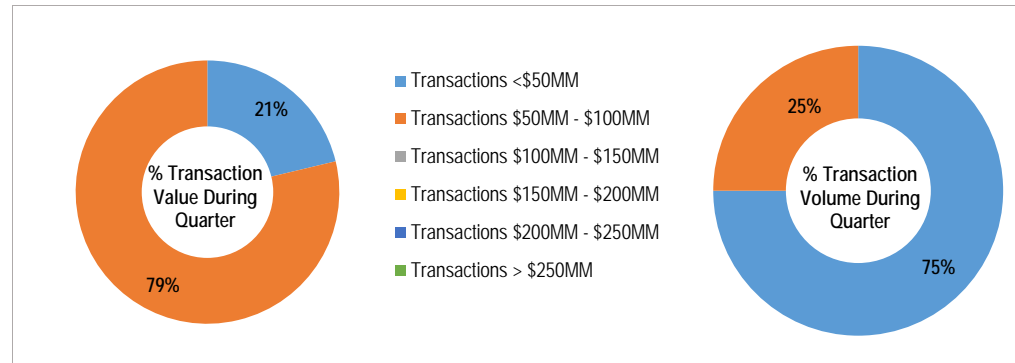 21%
% Transaction
Value During
Quarter
79%
Transactions <$50MM
Transactions $50MM - $100MM
Transactions $100MM - $150MM
Transactions $150MM - $200MM
Transactions $200MM - $250MM
Transactions > $250MM
25%
% Transaction
Volume During
Quarter
75%